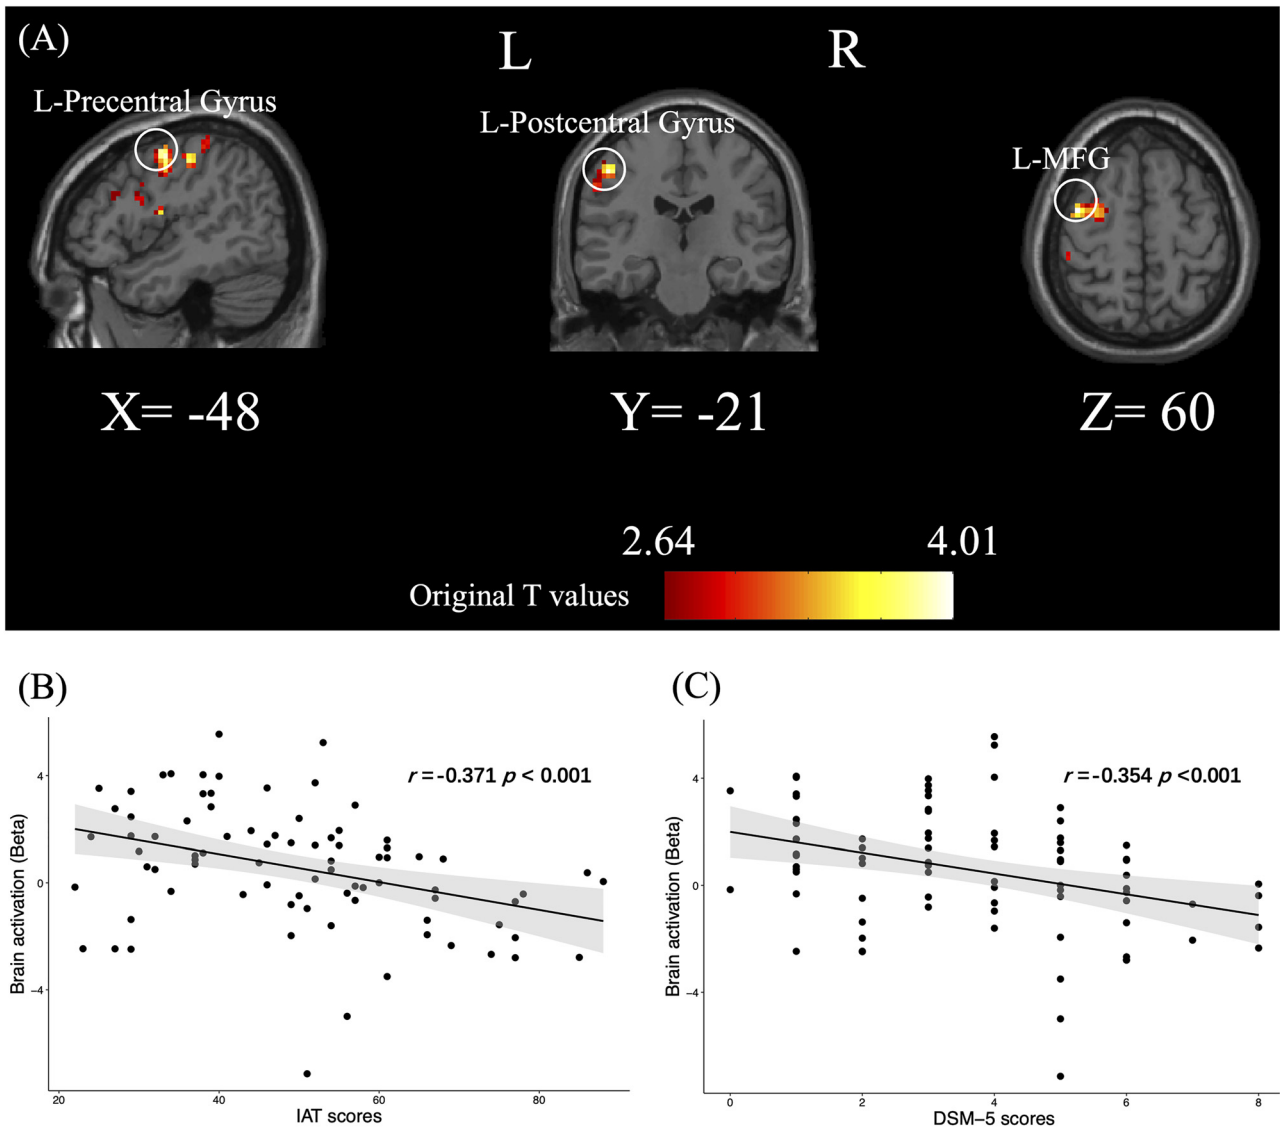 (A)
L
R
L-Precentral Gyrus
L-Postcentral Gyrus
L-MFG
X= -48
Y= -21
Z= 60
2.64
4.01
Original T values
(B)
r = -0.371 p < 0.001
4
0
−4
Brain activation (Beta)
20
40
60
80
IAT scores
(C)
r = -0.354 p <0.001
4
0
−4
Brain activation (Beta)
0
2
4
6
8
DSM−5 scores